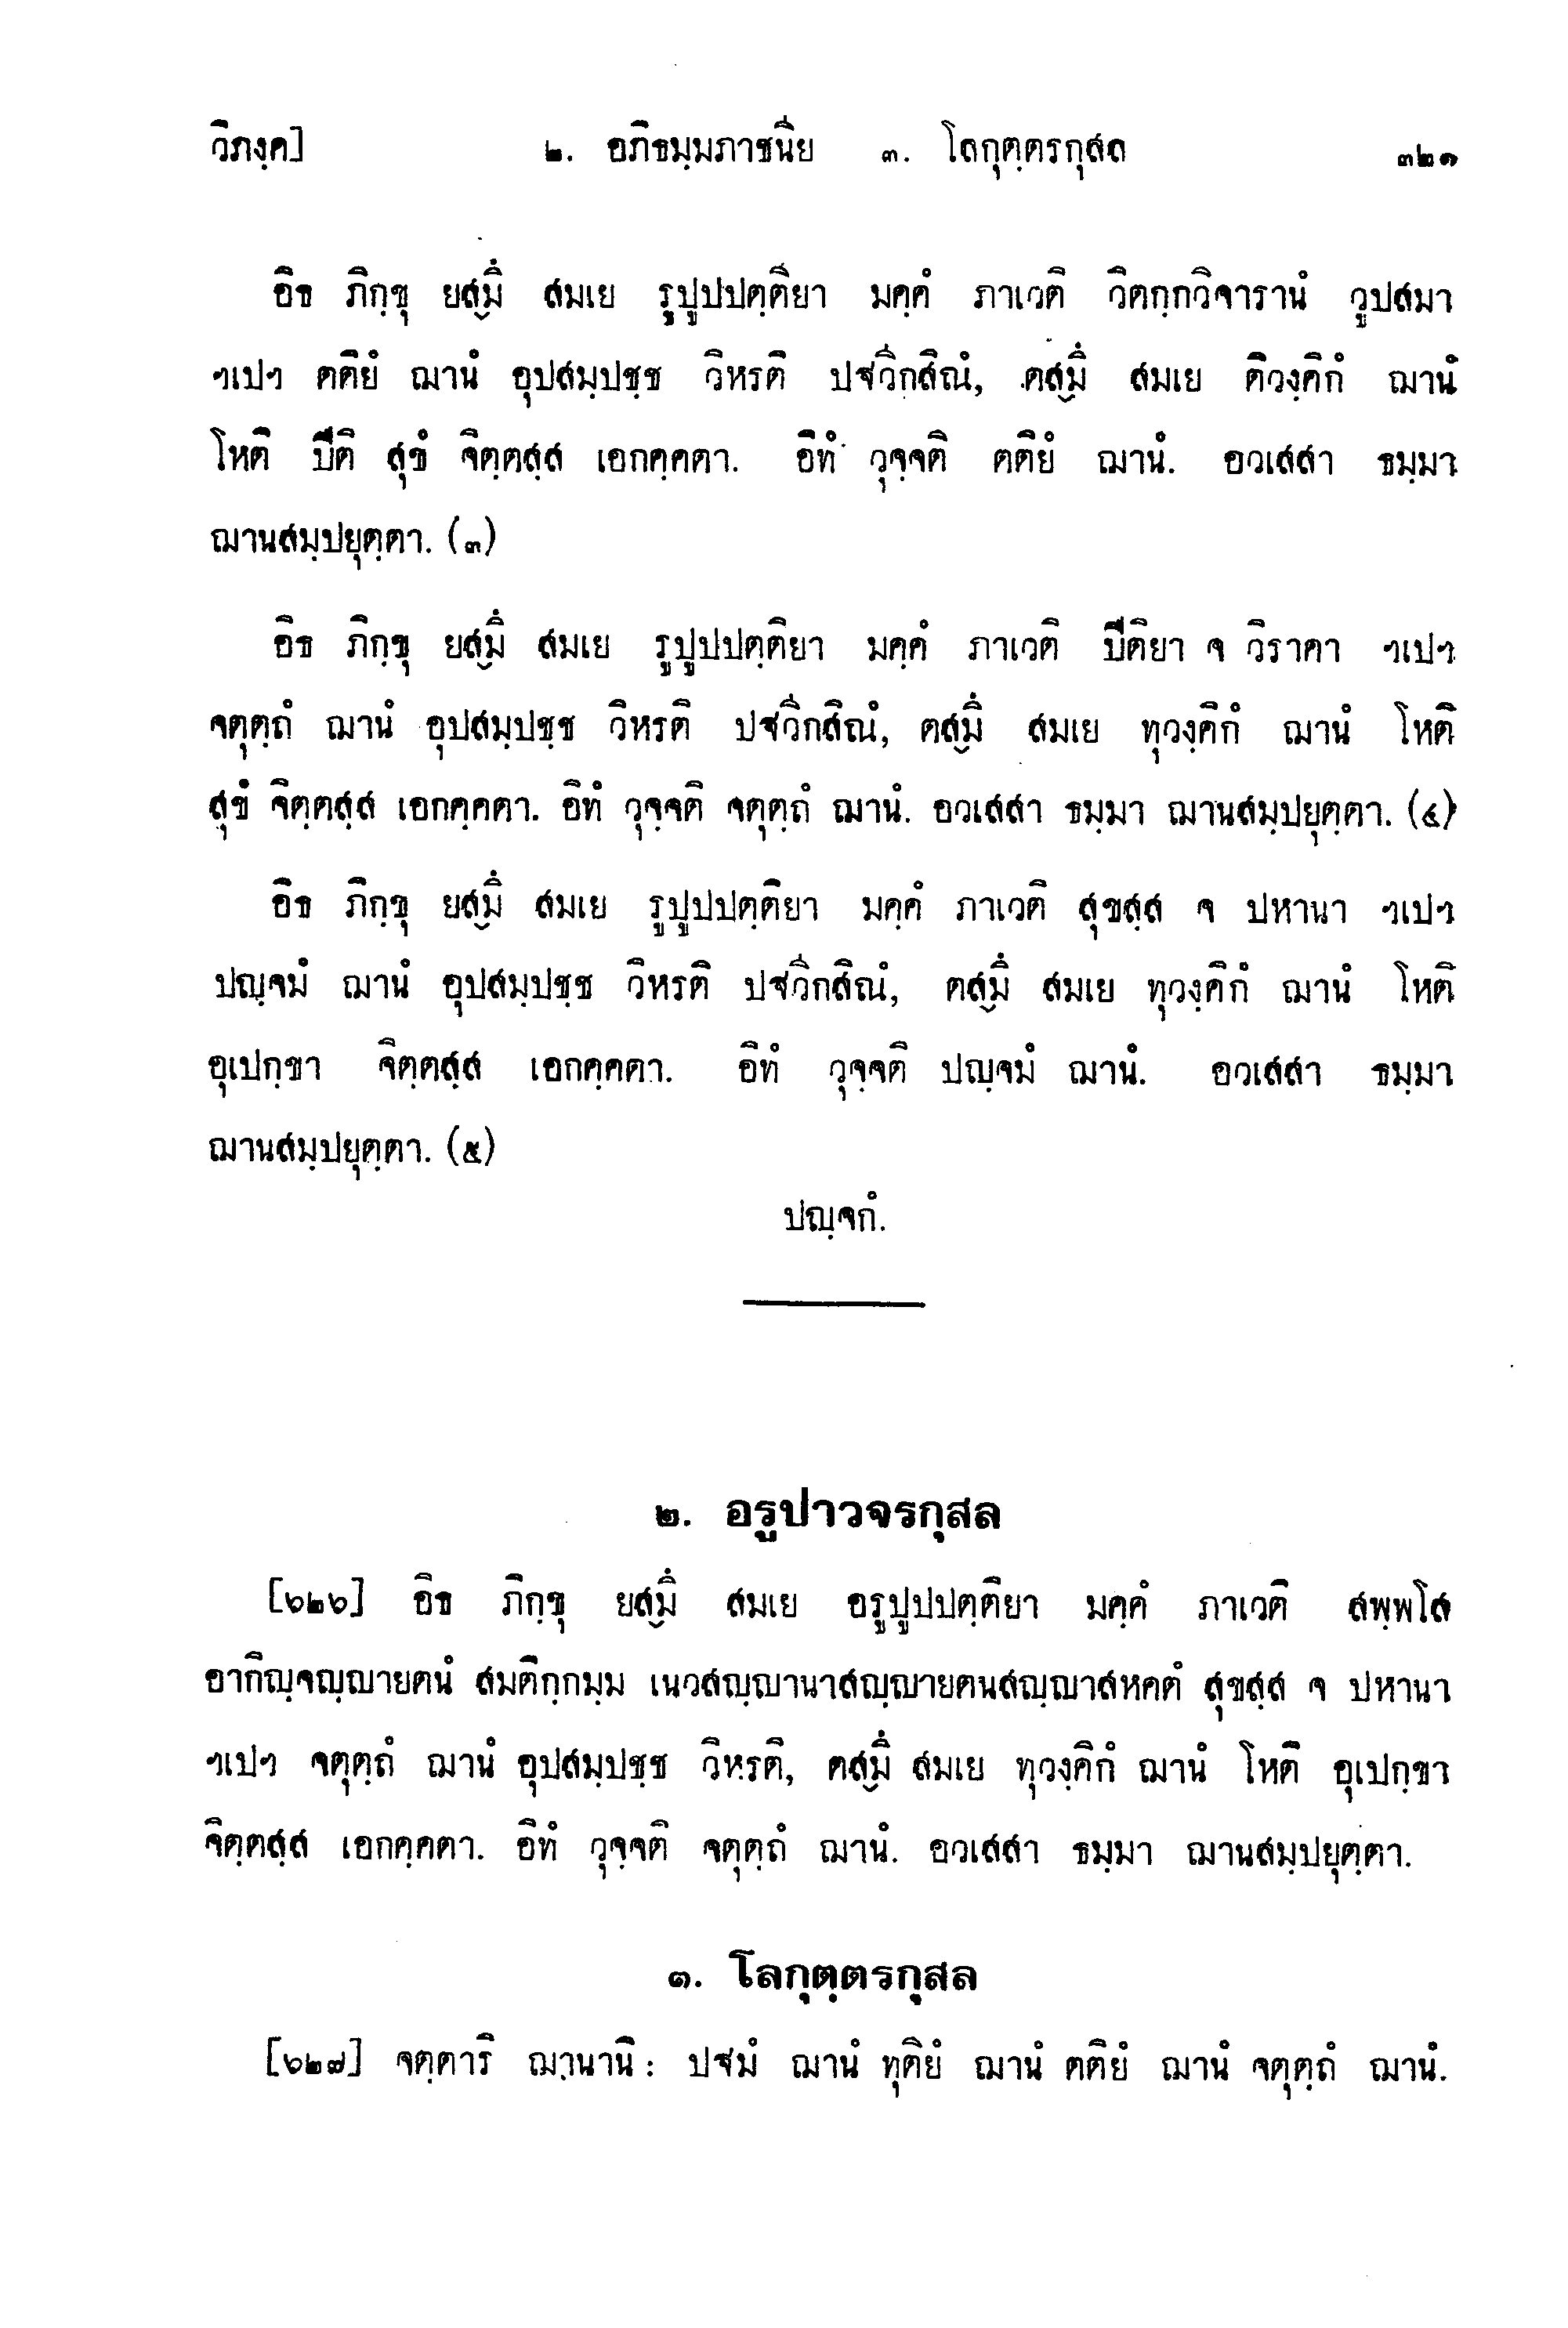 วิภงฺค]	๒. อภิธมฺมภาชนีย ๓. โลกุตฺตรกุสล	๓๒๑
อิธ ภิกฺขุ ยสฺมึ สมเย รูปูปปตฺติยา มคฺคํ ภาเวติ วิตกฺกวิจารานํ วูปสมา
ฯเปฯ ตติยํ ฌานํ อุปสมฺปชฺช วิหรติ ปฐวีกสิณํ, ตสฺมึ สมเย ติวงฺคิกํ ฌานํ
โหติ ปีติ สุขํ จิตฺตสฺส เอกคฺคตา. อิทํ วุจฺจติ ตติยํ ฌานํ. อวเสสา ธมฺมา
ฌานสมฺปยุตฺตา. (๓)
อิธ ภิกฺขุ ยสฺมึ สมเย รูปูปปตฺติยา มคฺคํ ภาเวติ ปีติยา จ วิราคา ฯเปฯ
จตุตฺถํ ฌานํ อุปสมฺปชฺช วิหรติ ปฐวีกสิณํ, ตสฺมึ สมเย ทุวงฺคิกํ ฌานํ โหติ
สุขํ จิตฺตสฺส เอกคฺคตา. อิทํ วุจฺจติ จตุตฺถํ ฌานํ. อวเสสา ธมฺมา ฌานสมฺปยุตฺตา. (๔)
อิธ ภิกฺขุ ยสฺมึ สมเย รูปูปปตฺติยา มคฺคํ ภาเวติ สุขสฺส จ ปหานา ฯเปฯ
ปญฺจมํ ฌานํ อุปสมฺปชฺช วิหรติ ปฐวีกสิณํ, ตสฺมึ สมเย ทุวงฺคิกํ ฌานํ โหติ
อุเปกฺขา จิตฺตสฺส เอกคฺคตา. อิทํ วุจฺจติ ปญฺจมํ ฌานํ. อวเสสา ธมฺมา
ฌานสมฺปยุตฺตา. (๕)
ปญฺจกํ.
๒. อรูปาวจรกุสล
[๖๒๖] อิธ ภิกฺขุ ยสฺมึ สมเย อรูปูปปตฺติยา มคฺคํ ภาเวติ สพฺพโส
อากิญฺจญฺญายตนํ สมติกฺกมฺม เนวสญฺญานาสญฺญายตนสญฺญาสหคตํ สุขสฺส จ ปหานา
ฯเปฯ จตุตฺถํ ฌานํ อุปสมฺปชฺช วิหรติ, ตสฺมึ สมเย ทุวงฺคิกํ ฌานํ โหติ อุเปกฺขา
จิตฺตสฺส เอกคฺคตา. อิทํ วุจฺจติ จตุตฺถํ ฌานํ. อวเสสา ธมฺมา ฌานสมฺปยุตฺตา.
๓. โลกุตฺตรกุสล
[๖๒๗] จตฺตาริ ฌานานิ : ปฐมํ ฌานํ ทุติยํ ฌานํ ตติยํ ฌานํ จตุตฺถํ ฌานํ.